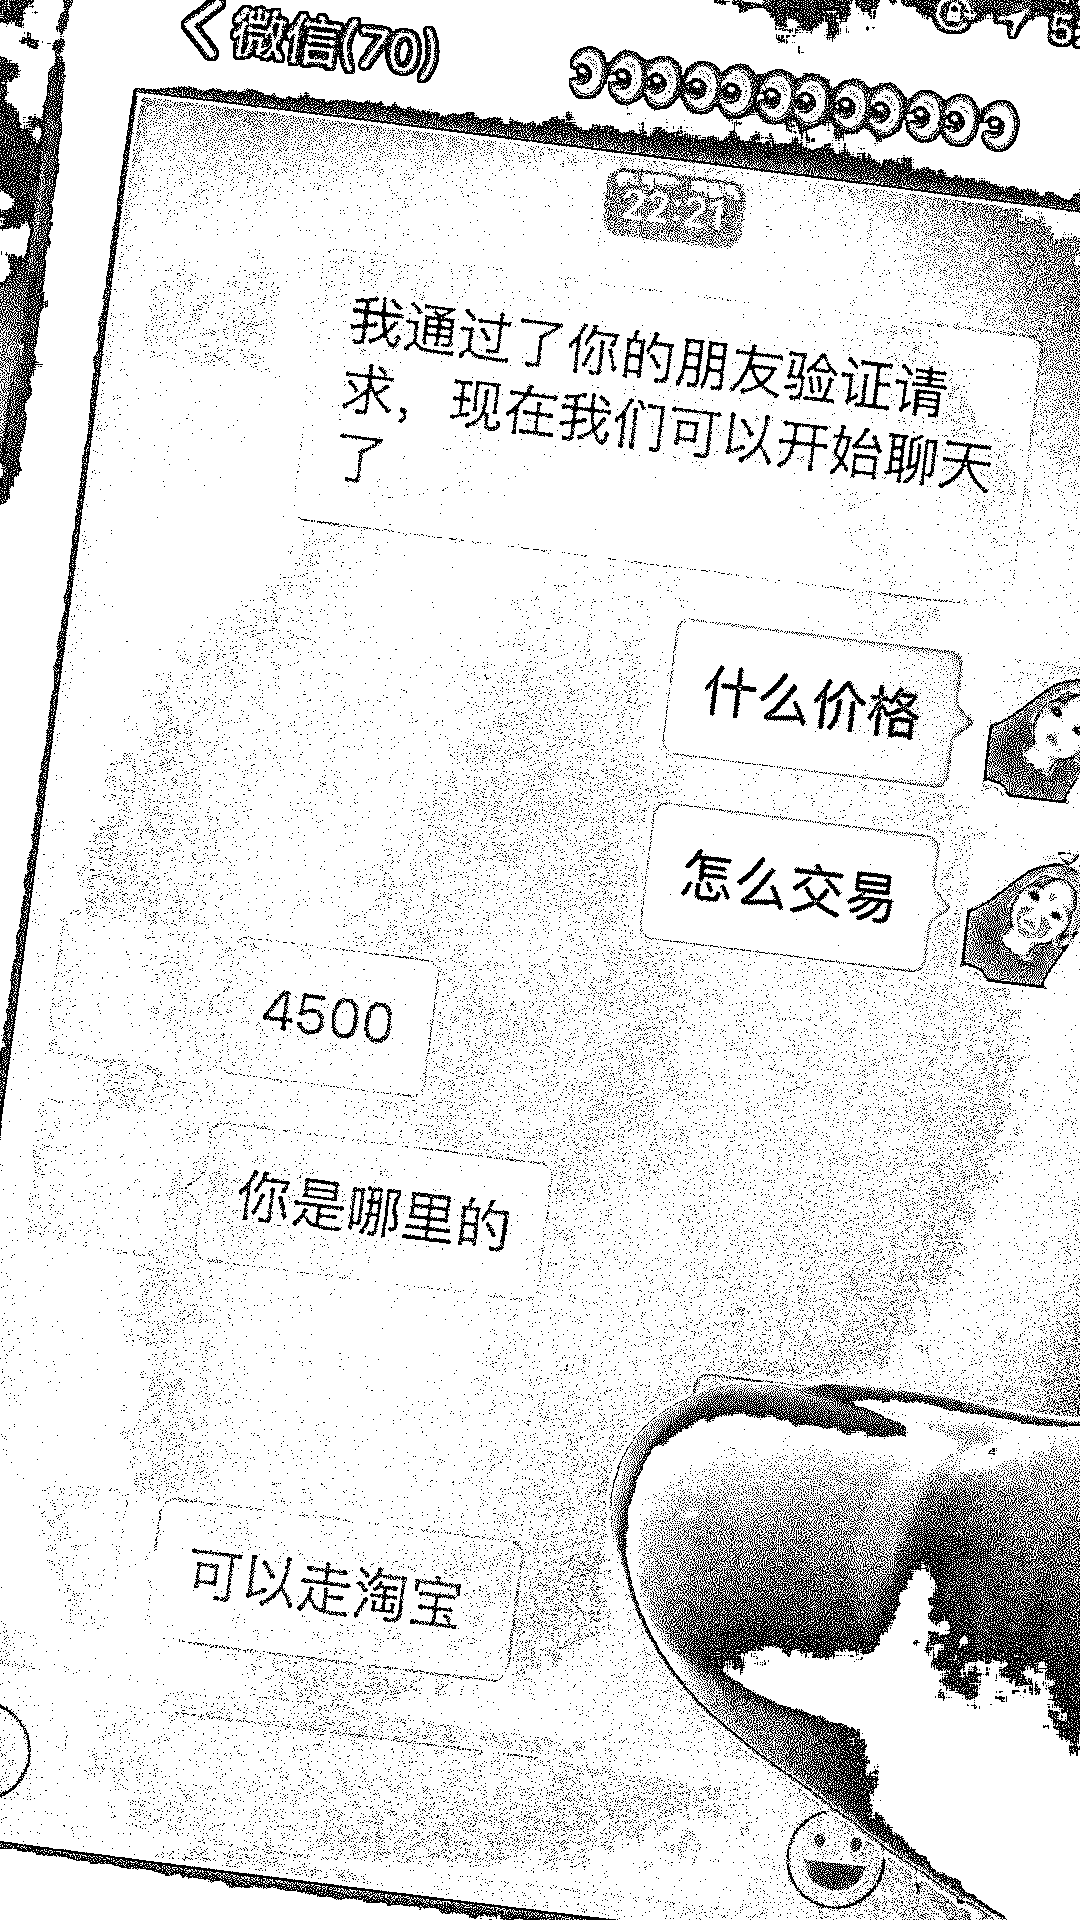 微信(70)
22:21
我通过了你的朋友验证请
求，现在我们可以开始聊天
了
什么价格
怎么交易
4500
你是哪里的
可以走淘宝